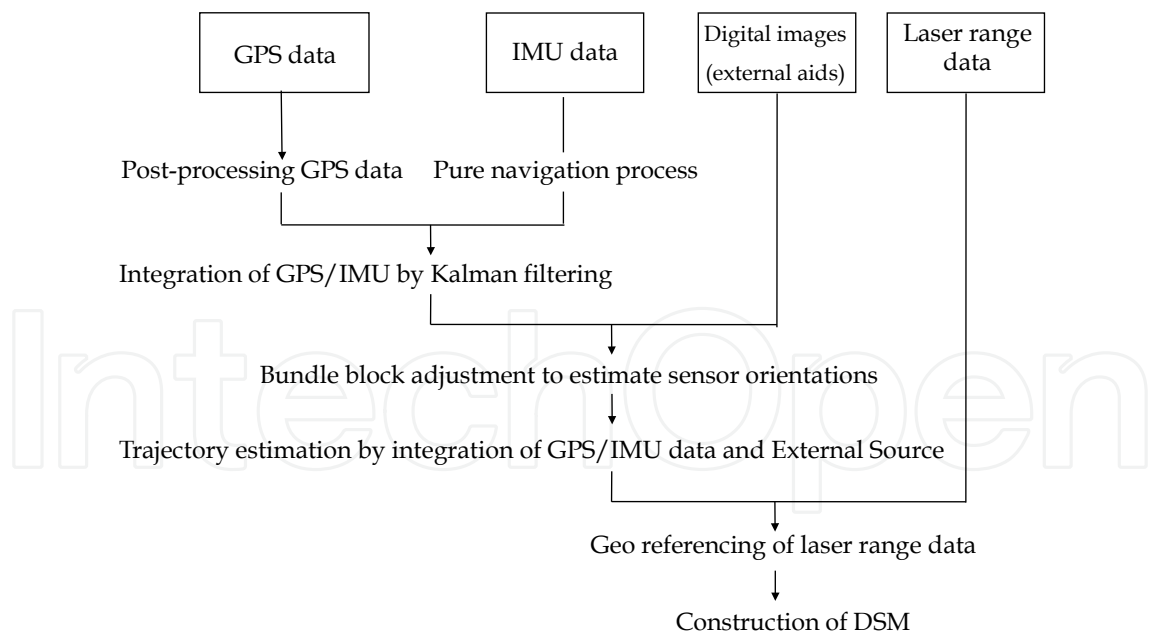 GPS data
IMU data
Digital images
(external aids)
Laser range
data
Post-processing GPS data
Pure navigation process
Integration of GPS/IMU by Kalman filtering
IntechOpen
Bundle block adjustment to estimate sensor orientations
Trajectory estimation by integration of GPS/IMU data and External Source
Geo referencing of laser range data
Construction of DSM